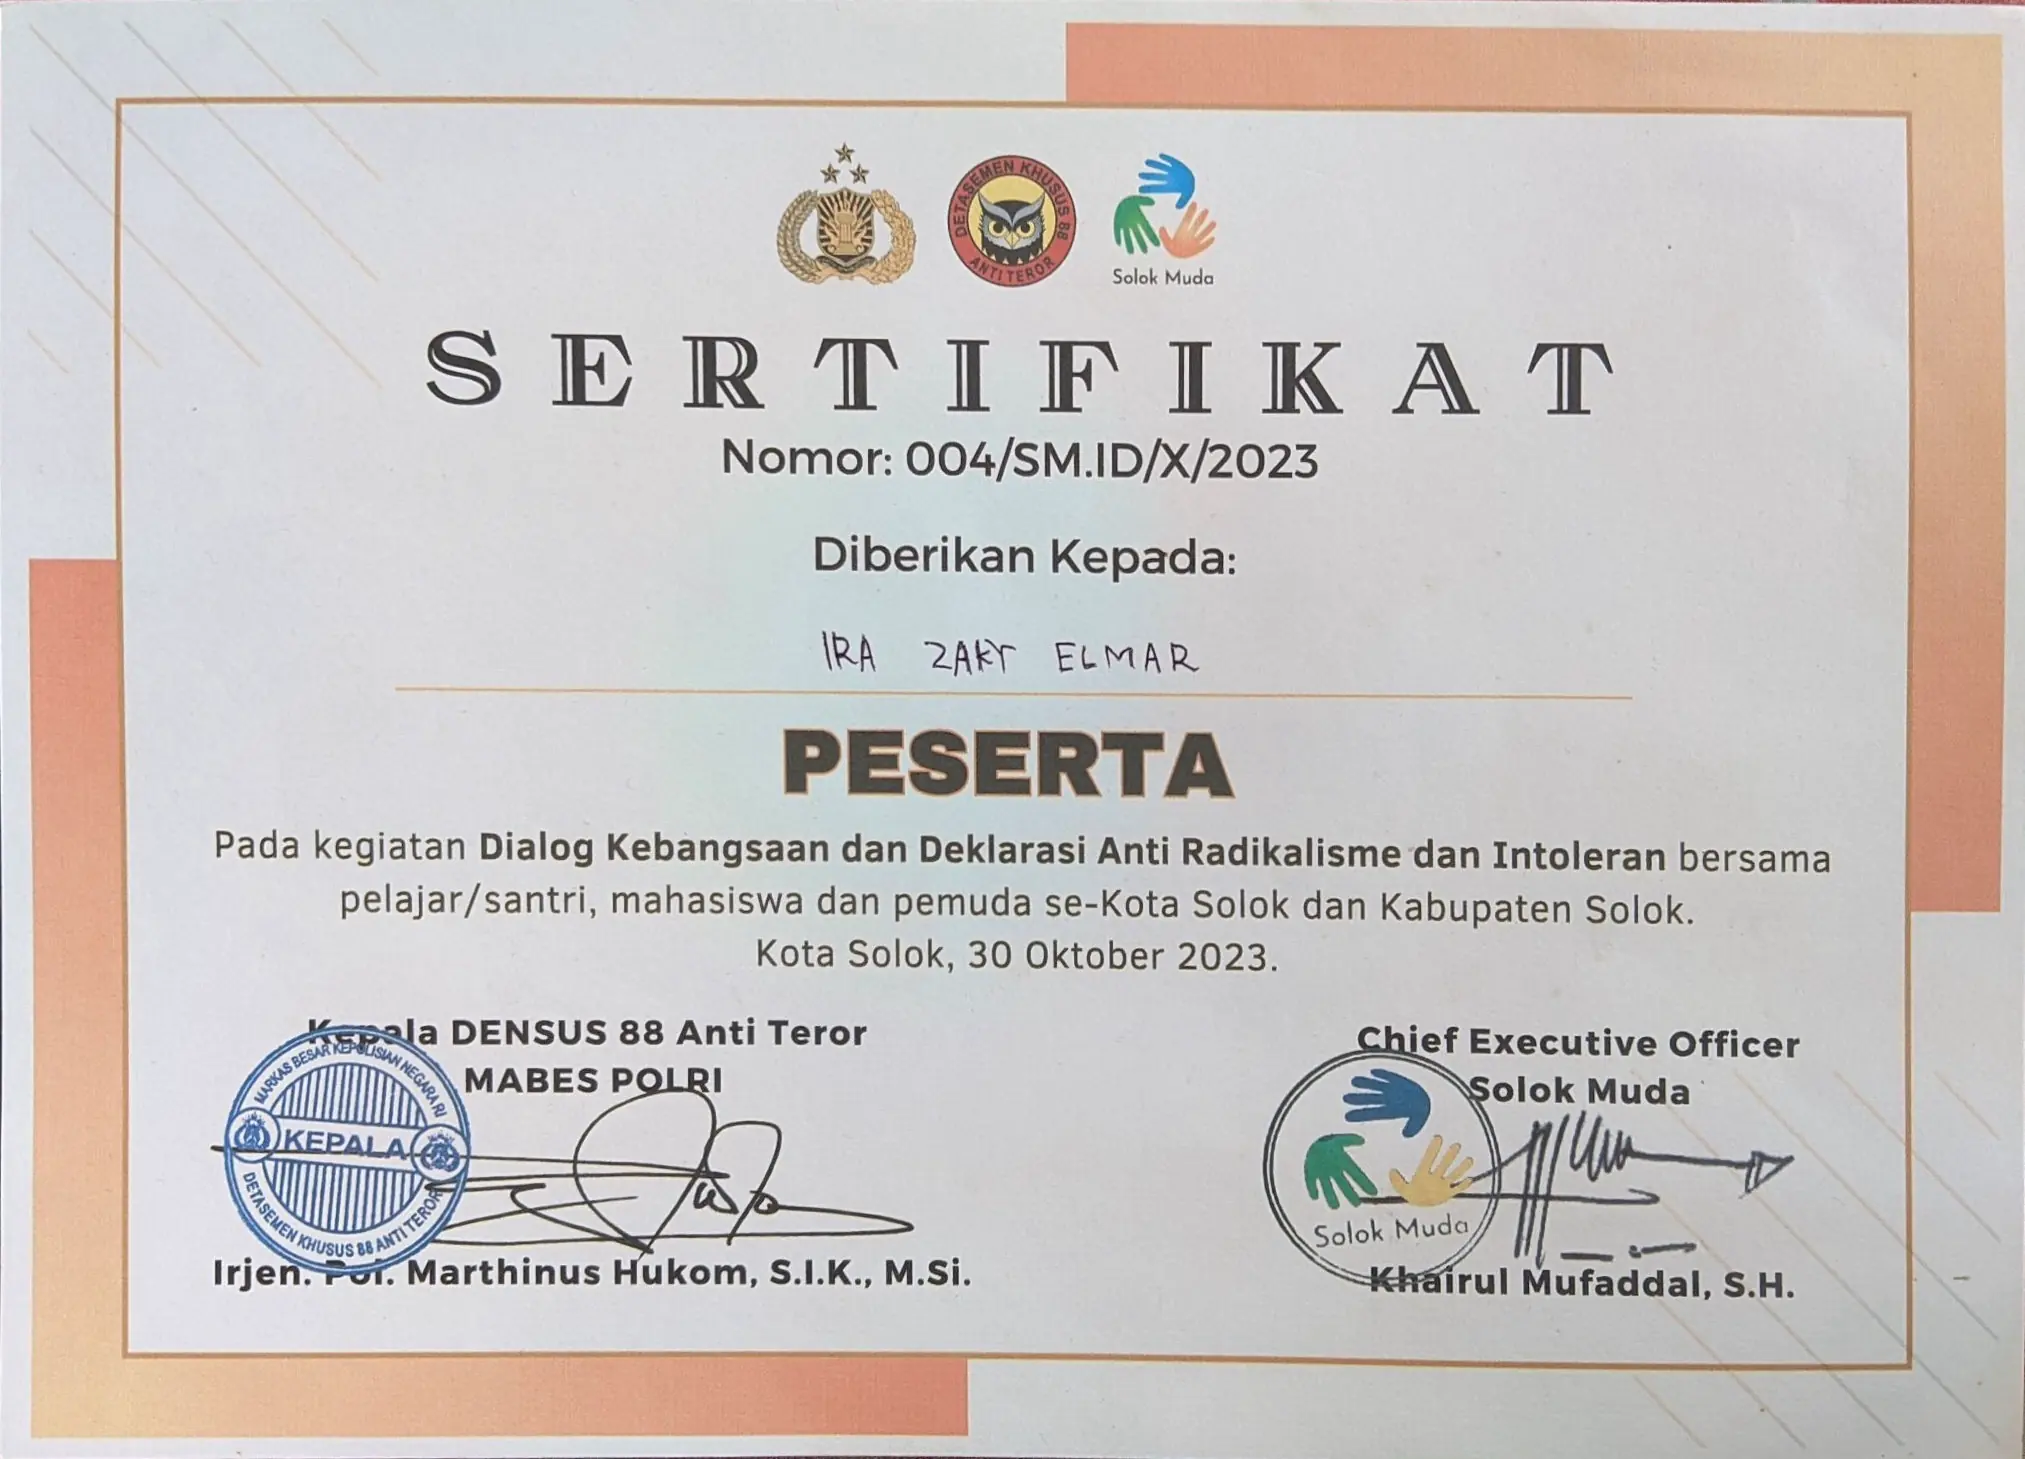 DETASEMEN KHUSUS 88
ANTI TEROR
Solok Muda
SERTIFIKAT
Nomor: 004/SM.ID/X/2023
Diberikan Kepada:
IRA ZAKY ELMAR
PESERTA
Pada kegiatan Dialog Kebangsaan dan Deklarasi Anti Radikalisme dan Intoleran bersama
pelajar/santri, mahasiswa dan pemuda se-Kota Solok dan Kabupaten Solok.
Kota Solok, 30 Oktober 2023.
Kepala DENSUS 88 Anti Teror
MABES POLRI
MARKAS BESAR KEPOLISIAN NEGARA RI
KEPALA
DETASEMEN KHUSUS 88 ANTI TEROR
Irjen. Pol. Marthinus Hukom, S.I.K., M.Si.
Chief Executive Officer
Solok Muda
Solok Muda
Khairul Mufaddal, S.H.